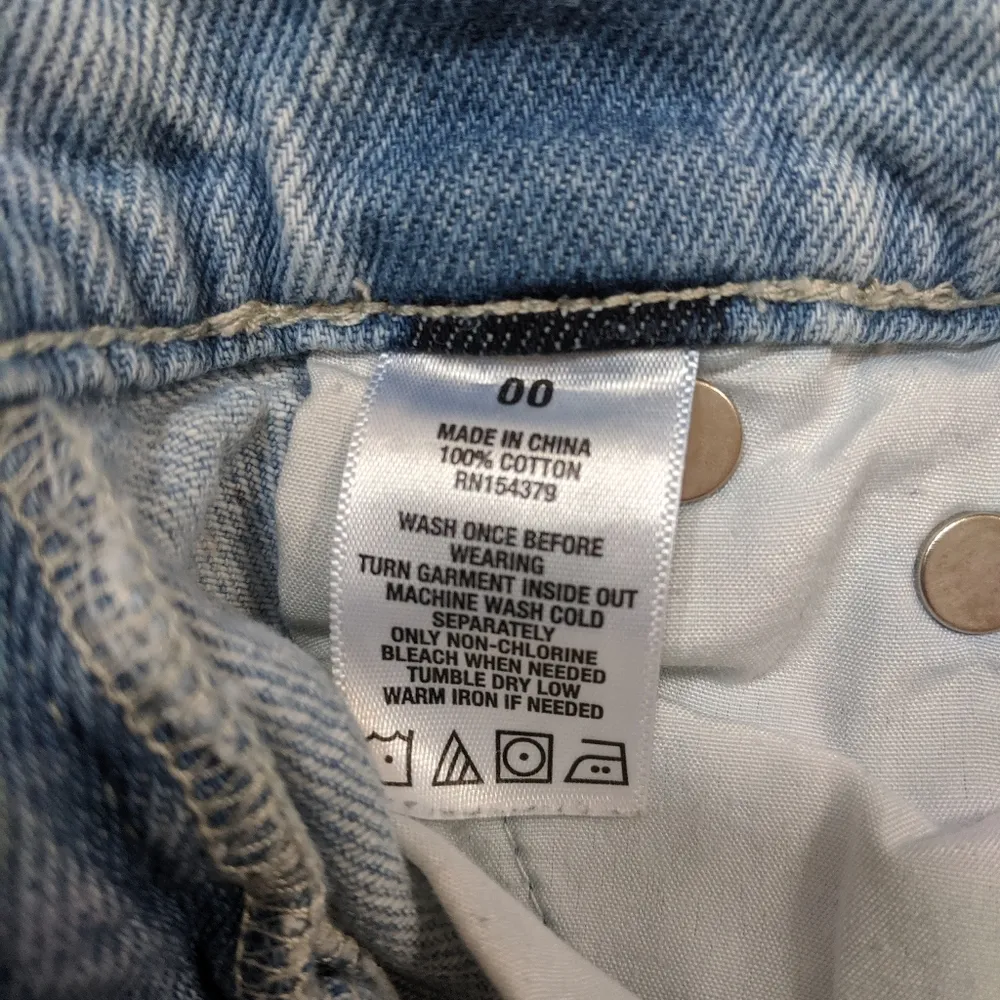 00
MADE IN CHINA
100% COTTON
RN154379
WASH ONCE BEFORE
WEARING
TURN GARMENT INSIDE OUT
MACHINE WASH COLD
SEPARATELY
ONLY NON-CHLORINE
BLEACH WHEN NEEDED
TUMBLE DRY LOW
WARM IRON IF NEEDED